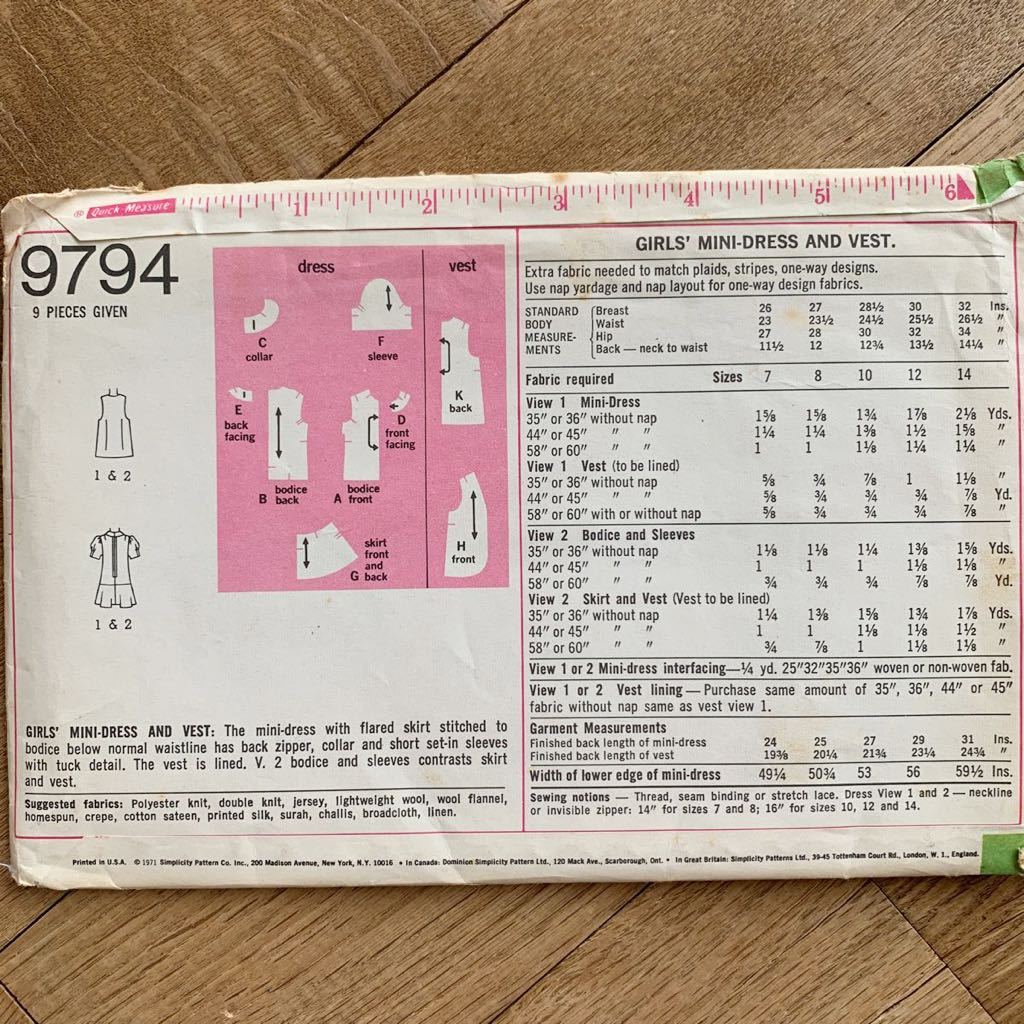 ® Quick Measure 1 2 3 4 5 6
9794
9 PIECES GIVEN
1 & 2
1 & 2
dress
vest
C
collar
F
sleeve
E
back
facing
D
front
facing
K
back
B bodice
back
A bodice
front
skirt
front
and
G back
H
front
GIRLS' MINI-DRESS AND VEST: The mini-dress with flared skirt stitched to
bodice below normal waistline has back zipper, collar and short set-in sleeves
with tuck detail. The vest is lined. V. 2 bodice and sleeves contrasts skirt
and vest.
Suggested fabrics: Polyester knit, double knit, jersey, lightweight wool, wool flannel,
homespun, crepe, cotton sateen, printed silk, surah, challis, broadcloth, linen.
GIRLS' MINI-DRESS AND VEST.
Extra fabric needed to match plaids, stripes, one-way designs.
Use nap yardage and nap layout for one-way design fabrics.
STANDARD Breast 26 27 28½ 30 32 Ins.
BODY Waist 23 23½ 24½ 25½ 26½ "
MEASURE- Hip 27 28 30 32 34 "
MENTS Back — neck to waist 11½ 12 12¾ 13½ 14¼ "
Fabric required Sizes 7 8 10 12 14
View 1 Mini-Dress
35" or 36" without nap 1⅝ 1⅝ 1¾ 1⅞ 2⅛ Yds.
44" or 45" " " 1¼ 1¼ 1⅜ 1½ 1⅝ "
58" or 60" " " 1 1 1⅛ 1¼ 1¼ "
View 1 Vest (to be lined)
35" or 36" without nap ⅝ ¾ ⅞ 1 1⅛ "
44" or 45" " " ⅝ ¾ ¾ ¾ ⅞ Yd.
58" or 60" with or without nap ⅝ ¾ ¾ ¾ ⅞ "
View 2 Bodice and Sleeves
35" or 36" without nap 1⅛ 1⅛ 1¼ 1⅜ 1⅝ Yds.
44" or 45" " " 1 1 1 1⅛ 1⅛ "
58" or 60" " " ¾ ¾ ¾ ⅞ ⅞ Yd.
View 2 Skirt and Vest (Vest to be lined)
35" or 36" without nap 1¼ 1⅜ 1⅝ 1¾ 1⅞ Yds.
44" or 45" " " 1 1 1⅛ 1⅛ 1½ "
58" or 60" " " ¾ ⅞ 1 1⅛ 1⅛ "
View 1 or 2 Mini-dress interfacing—¼ yd. 25"32"35"36" woven or non-woven fab.
View 1 or 2 Vest lining — Purchase same amount of 35", 36", 44" or 45"
fabric without nap same as vest view 1.
Garment Measurements
Finished back length of mini-dress 24 25 27 29 31 Ins.
Finished back length of vest 19⅜ 20¼ 21¾ 23¼ 24¾ "
Width of lower edge of mini-dress 49¼ 50¾ 53 56 59½ Ins.
Sewing notions — Thread, seam binding or stretch lace. Dress View 1 and 2 — neckline
or invisible zipper: 14" for sizes 7 and 8; 16" for sizes 10, 12 and 14.
Printed in U.S.A. © 1971 Simplicity Pattern Co. Inc., 200 Madison Avenue, New York, N.Y. 10016 • In Canada: Dominion Simplicity Pattern Ltd., 120 Mack Ave., Scarborough, Ont. • In Great Britain: Simplicity Patterns Ltd., 39-45 Tottenham Court Rd., London, W. 1., England.